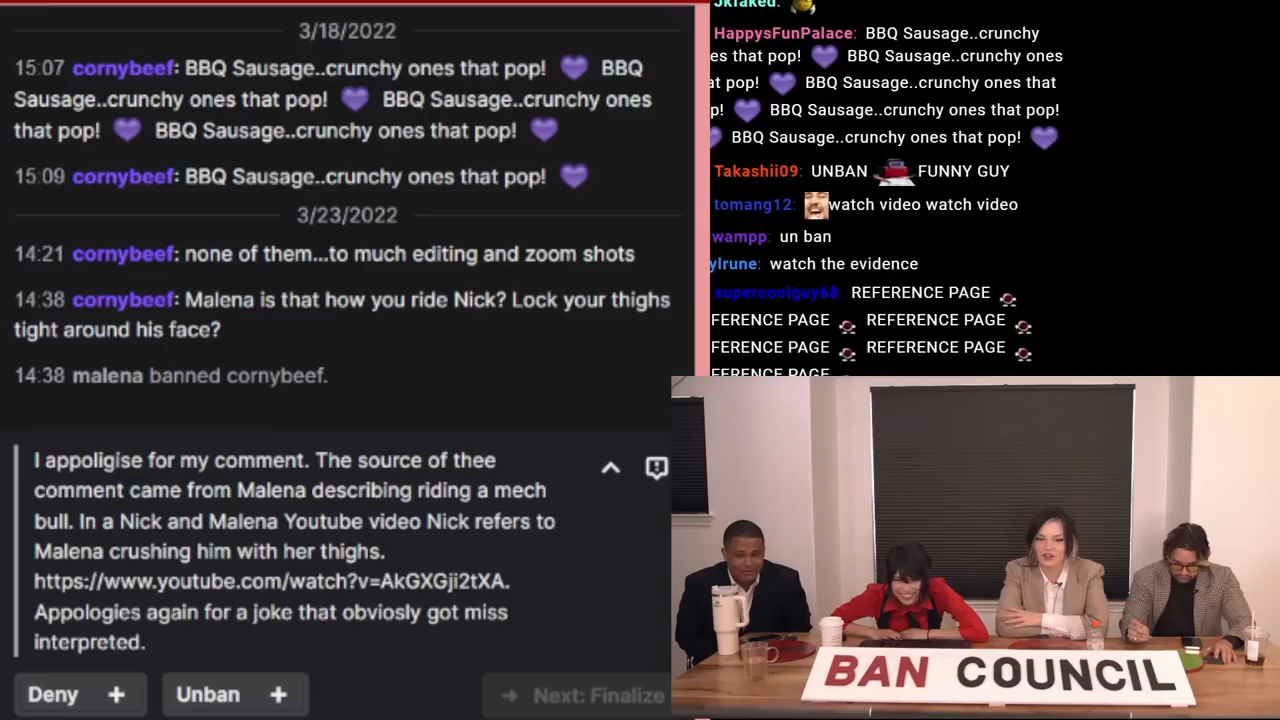 3/18/2022
15:07 cornybeef: BBQ Sausage..crunchy ones that pop! 💜 BBQ
Sausage..crunchy ones that pop! 💜 BBQ Sausage..crunchy ones
that pop! 💜 BBQ Sausage..crunchy ones that pop! 💜
15:09 cornybeef: BBQ Sausage..crunchy ones that pop! 💜
3/23/2022
14:21 cornybeef: none of them...to much editing and zoom shots
14:38 cornybeef: Malena is that how you ride Nick? Lock your thighs
tight around his face?
14:38 malena banned cornybeef.
I appoligise for my comment. The source of thee
comment came from Malena describing riding a mech
bull. In a Nick and Malena Youtube video Nick refers to
Malena crushing him with her thighs.
https://www.youtube.com/watch?v=AkGXGji2tXA.
Appologies again for a joke that obviosly got miss
interpreted.
Deny +
Unban +
→ Next: Finalize
Jkfaked:
HappysFunPalace: BBQ Sausage..crunchy
es that pop! 💜 BBQ Sausage..crunchy ones
at pop! 💜 BBQ Sausage..crunchy ones that
p! 💜 BBQ Sausage..crunchy ones that pop!
BBQ Sausage..crunchy ones that pop! 💜
Takashii09: UNBAN FUNNY GUY
tomang12: watch video watch video
wampp: un ban
ylrune: watch the evidence
supercoolguy68 REFERENCE PAGE
FERENCE PAGE REFERENCE PAGE
FERENCE PAGE REFERENCE PAGE
FERENCE PAGE
BAN COUNCIL